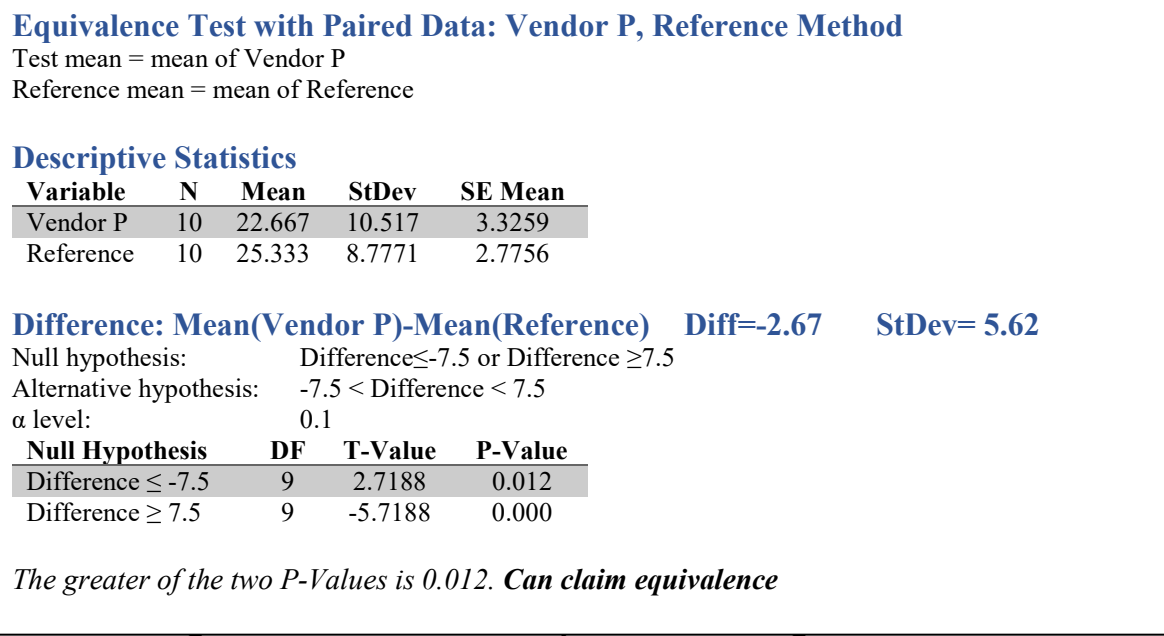 Equivalence Test with Paired Data: Vendor P, Reference Method
Test mean = mean of Vendor P
Reference mean = mean of Reference
Descriptive Statistics
Variable N Mean StDev SE Mean
Vendor P 10 22.667 10.517 3.3259
Reference 10 25.333 8.7771 2.7756
Difference: Mean(Vendor P)-Mean(Reference) Diff=-2.67 StDev= 5.62
Null hypothesis: Difference≤-7.5 or Difference ≥7.5
Alternative hypothesis: -7.5 < Difference < 7.5
α level: 0.1
Null Hypothesis DF T-Value P-Value
Difference ≤ -7.5 9 2.7188 0.012
Difference ≥ 7.5 9 -5.7188 0.000
The greater of the two P-Values is 0.012. Can claim equivalence